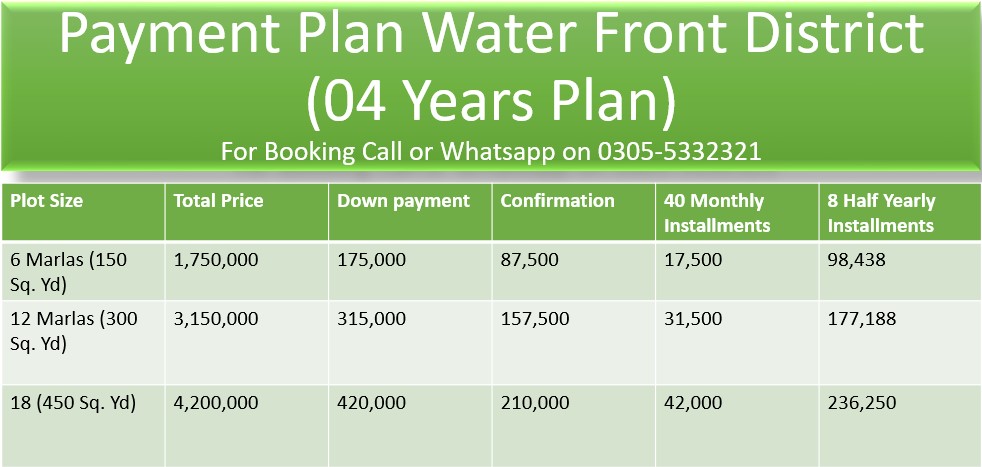 Payment Plan Water Front District
(04 Years Plan)
For Booking Call or Whatsapp on 0305-5332321
Plot Size Total Price Down payment Confirmation 40 Monthly Installments 8 Half Yearly Installments
6 Marlas (150 Sq. Yd) 1,750,000 175,000 87,500 17,500 98,438
12 Marlas (300 Sq. Yd) 3,150,000 315,000 157,500 31,500 177,188
18 (450 Sq. Yd) 4,200,000 420,000 210,000 42,000 236,250